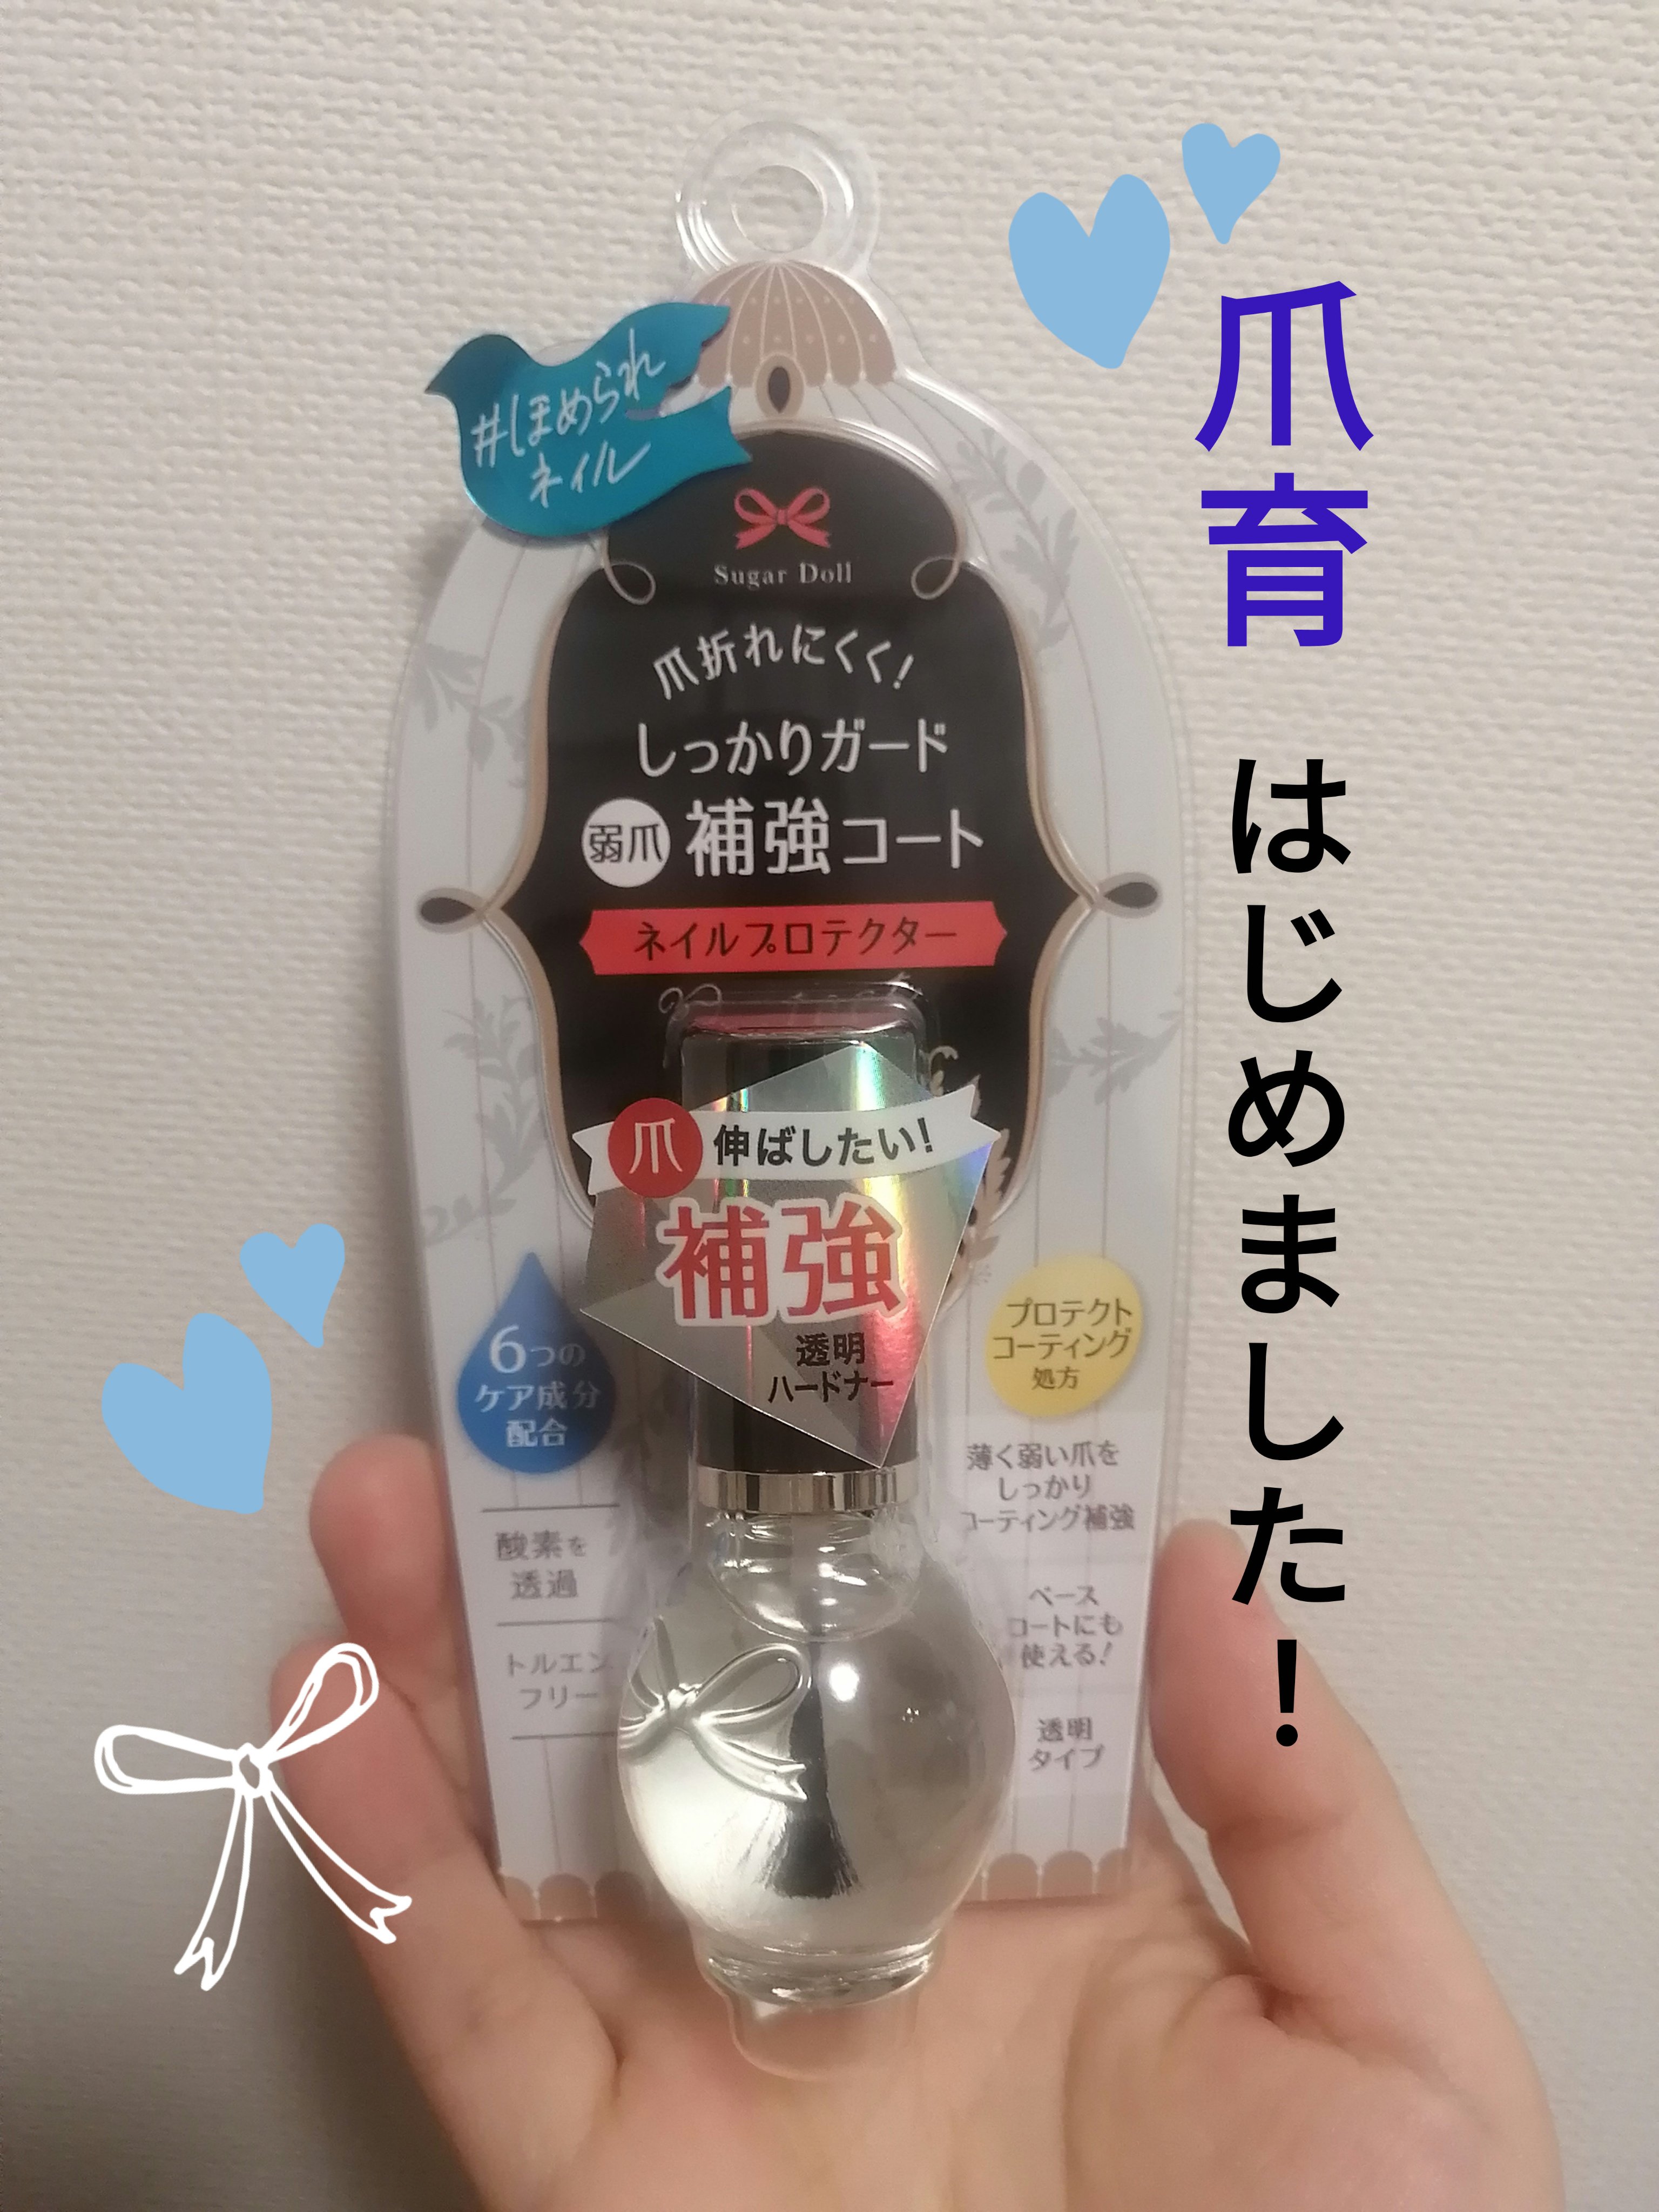 爪育 はじめました!
#ほめられ
ネイル
Sugar Doll
爪折れにくく!
しっかりガード
弱爪 補強コート
ネイルプロテクター
爪 伸ばしたい!
補強
透明
ハードナー
6つの
ケア成分
配合
酸素を
透過
トルエン
フリー
プロテクト
コーティング
処方
薄く弱い爪を
しっかり
コーティング補強
ベース
コートにも
使える!
透明
タイプ